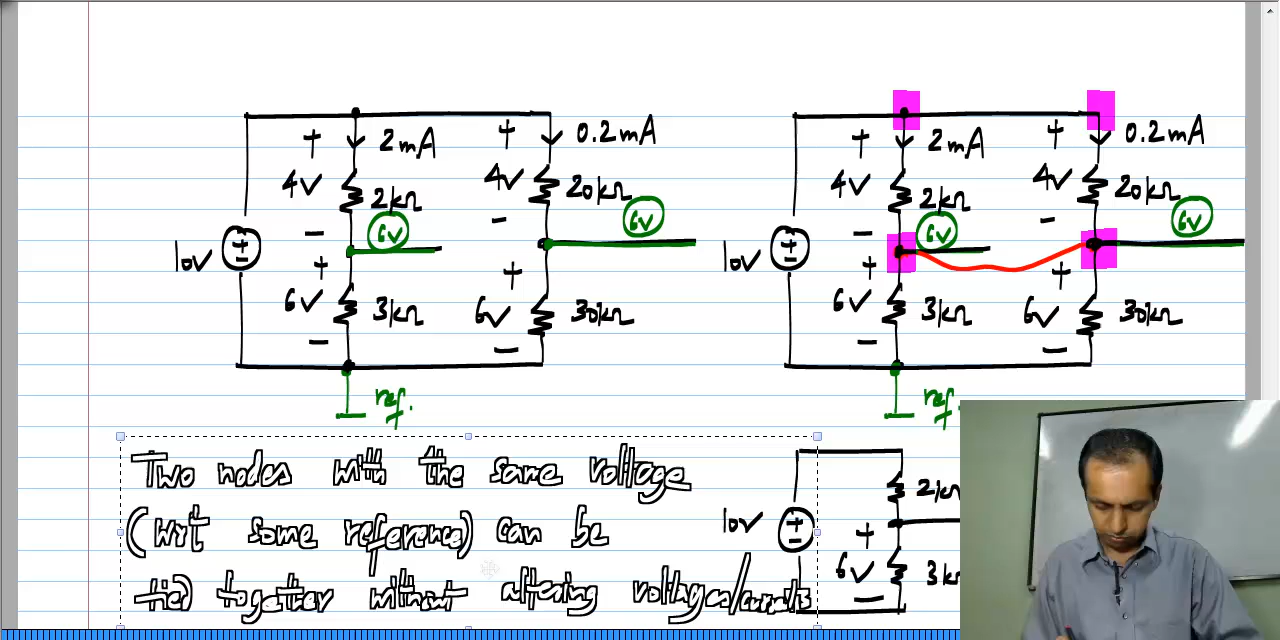 + 2mA + 0.2mA
4V 2kΩ 4V 20kΩ
- 6V - 6V
10V + -
+ +
6V 3kΩ 6V 30kΩ
- -
ref.
+ 2mA + 0.2mA
4V 2kΩ 4V 20kΩ
- 6V - 6V
10V + -
+ +
6V 3kΩ 6V 30kΩ
- -
ref.
Two nodes with the same voltage
(wrt some reference) can be
tied together without altering voltages/currents
2k
10V + - +
6V 3k
-